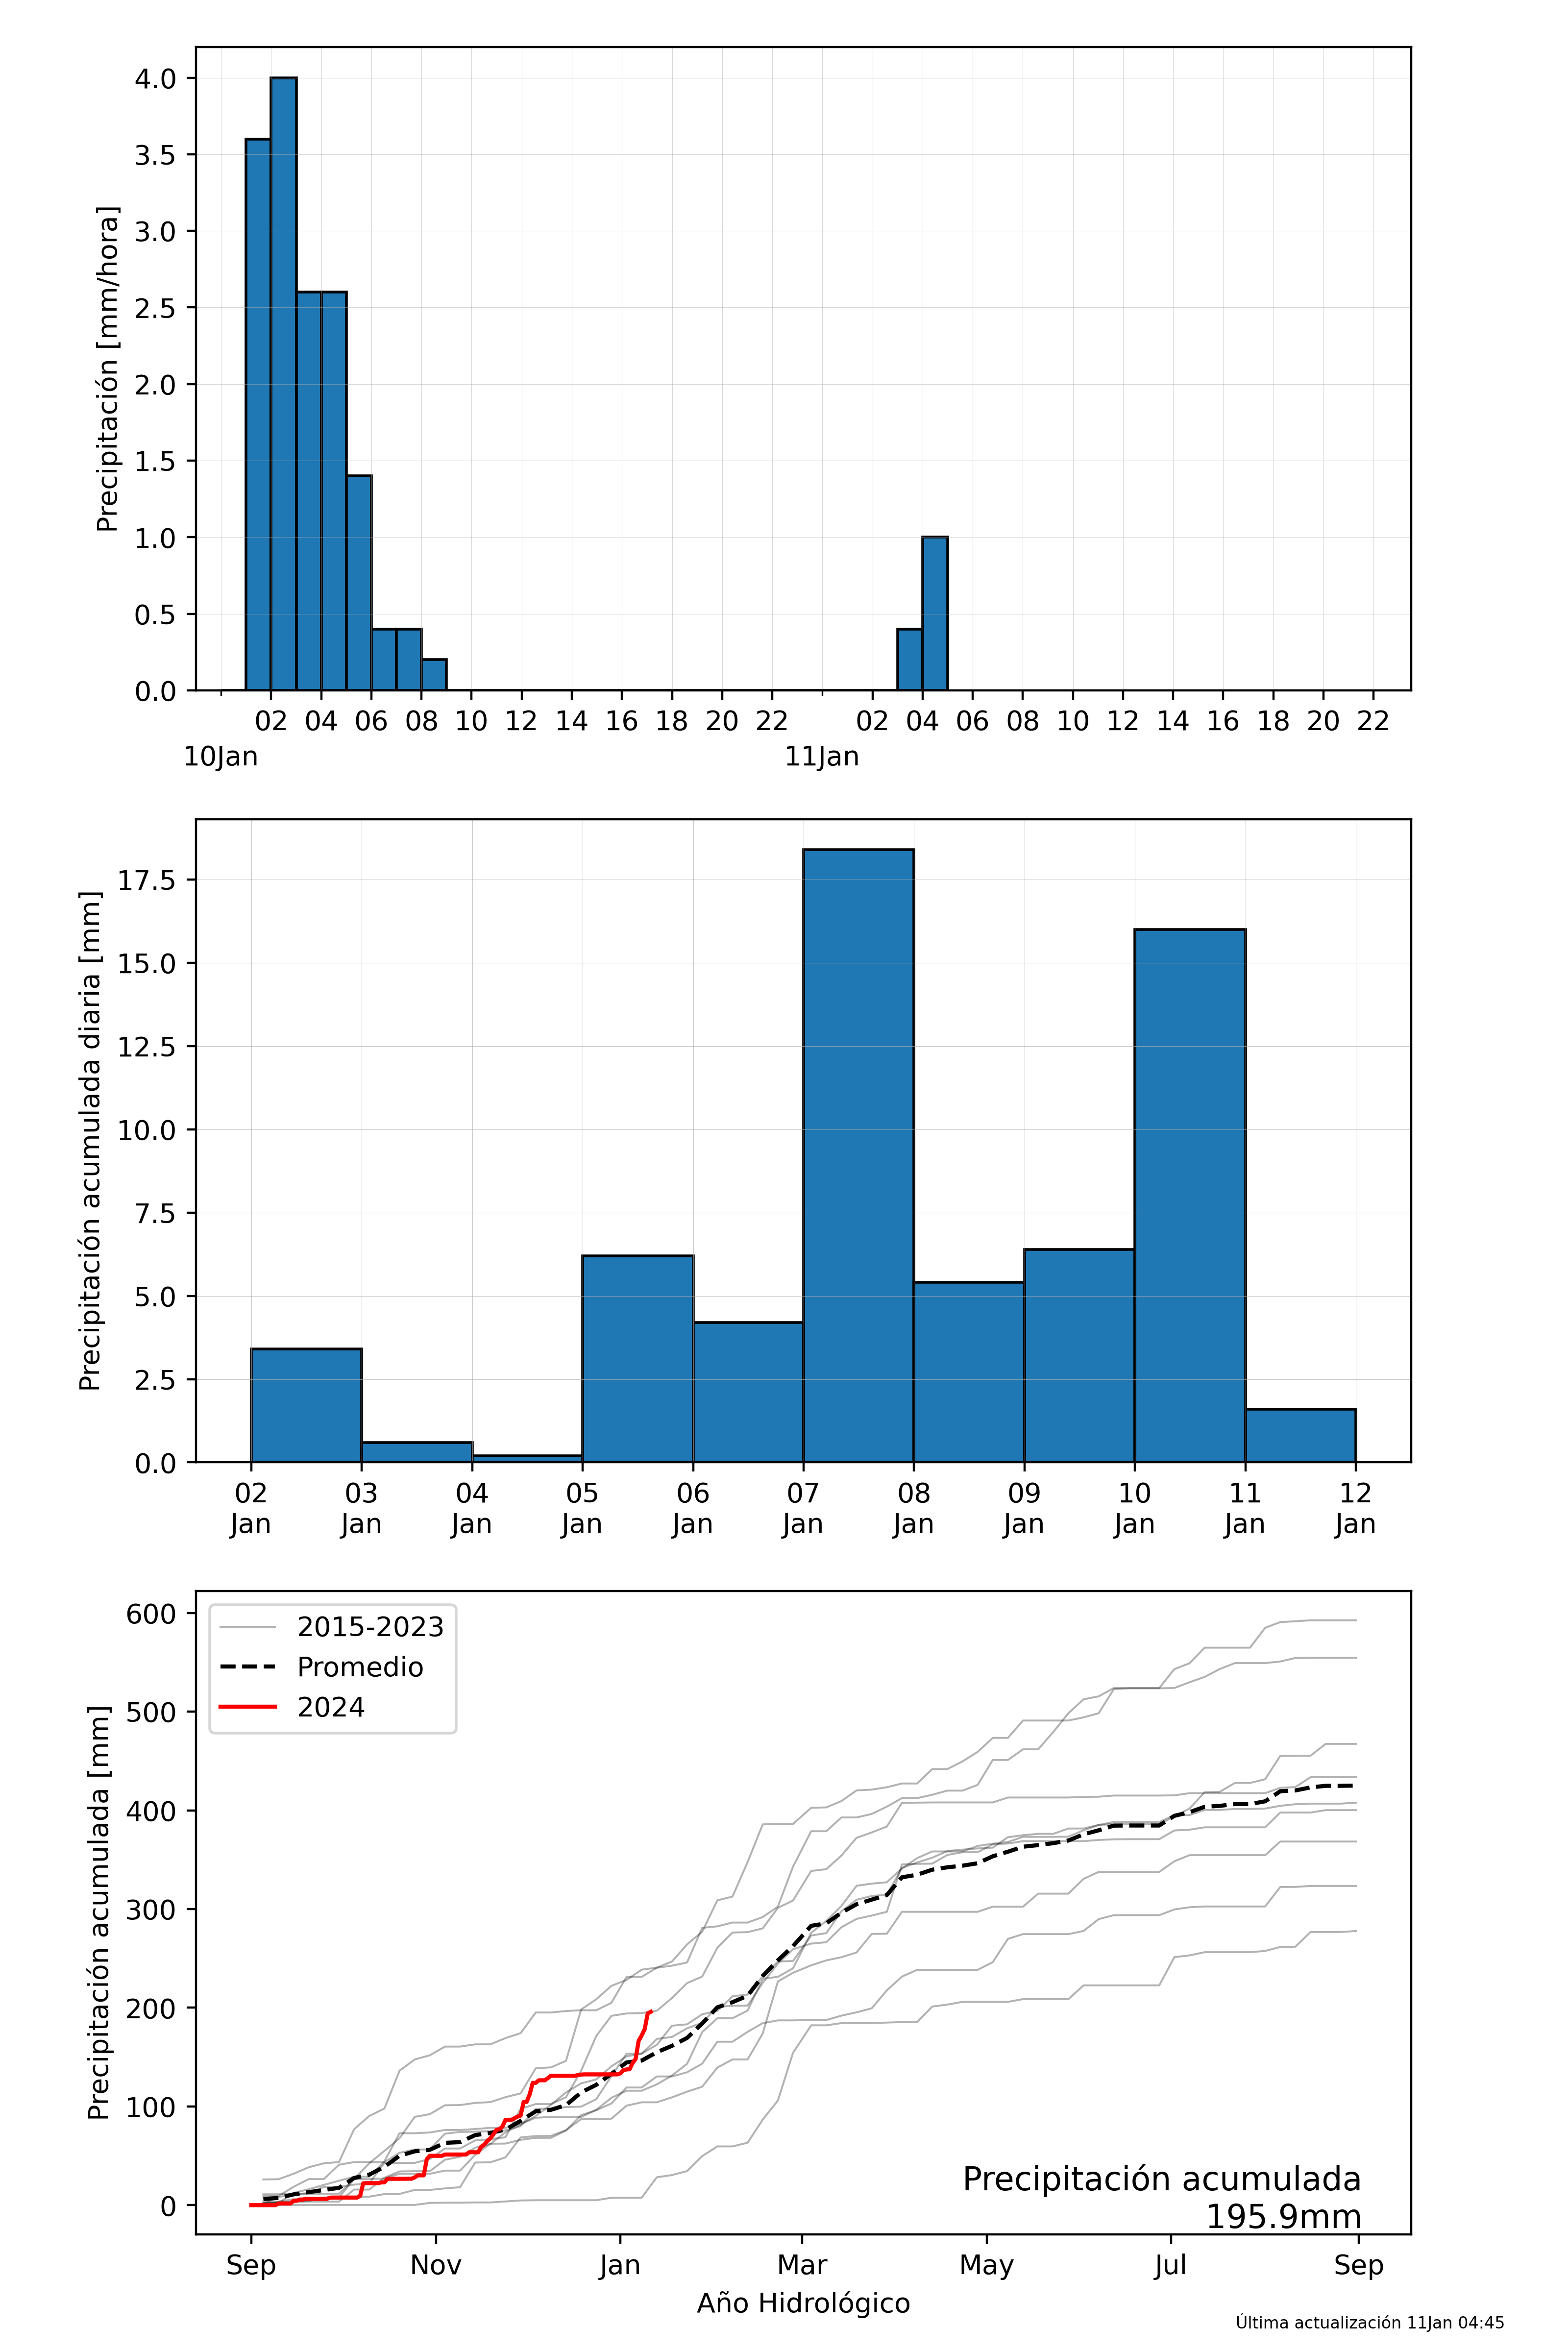 4.0
3.5
3.0
2.5
2.0
1.5
1.0
0.5
0.0
Precipitación [mm/hora]
02 04 06 08 10 12 14 16 18 20 22 02 04 06 08 10 12 14 16 18 20 22
10Jan 11Jan
17.5
15.0
12.5
10.0
7.5
5.0
2.5
0.0
Precipitación acumulada diaria [mm]
02 03 04 05 06 07 08 09 10 11 12
Jan Jan Jan Jan Jan Jan Jan Jan Jan Jan Jan
600
500
400
300
200
100
0
Precipitación acumulada [mm]
2015-2023
Promedio
2024
Precipitación acumulada
195.9mm
Sep Nov Jan Mar May Jul Sep
Año Hidrológico
Última actualización 11Jan 04:45